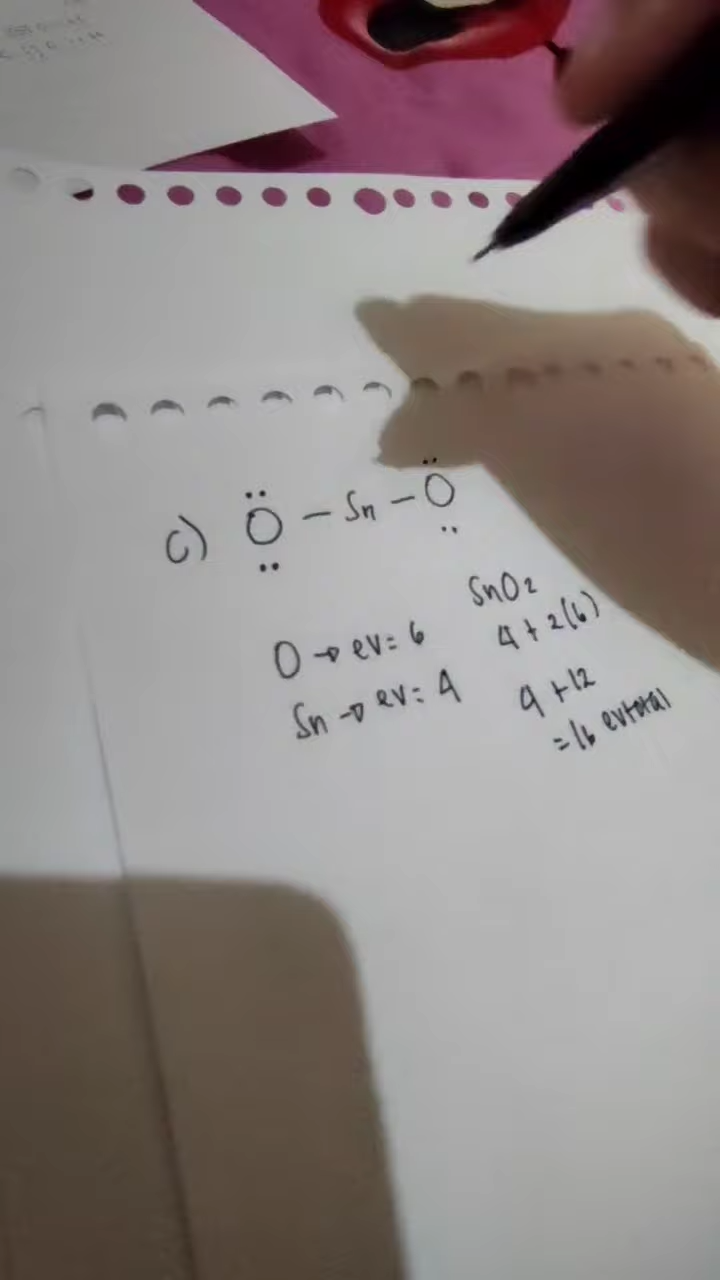 c) Ö – Sn – Ö
SnO2
O → ev = 6
4 + 2(6)
Sn → ev = 4
4 + 12
= 16 ev total